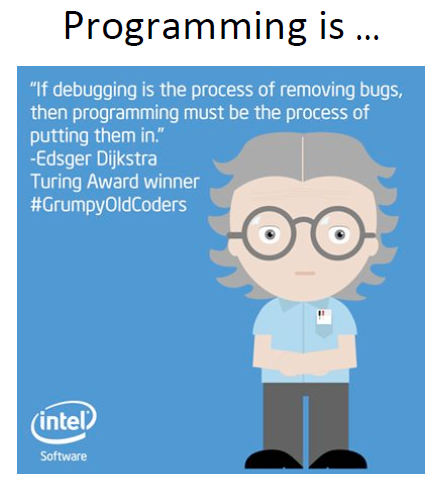 Programming is ...
“If debugging is the process of removing bugs,
then programming must be the process of
putting them in.”
-Edsger Dijkstra
Turing Award winner
#GrumpyOldCoders
intel
Software